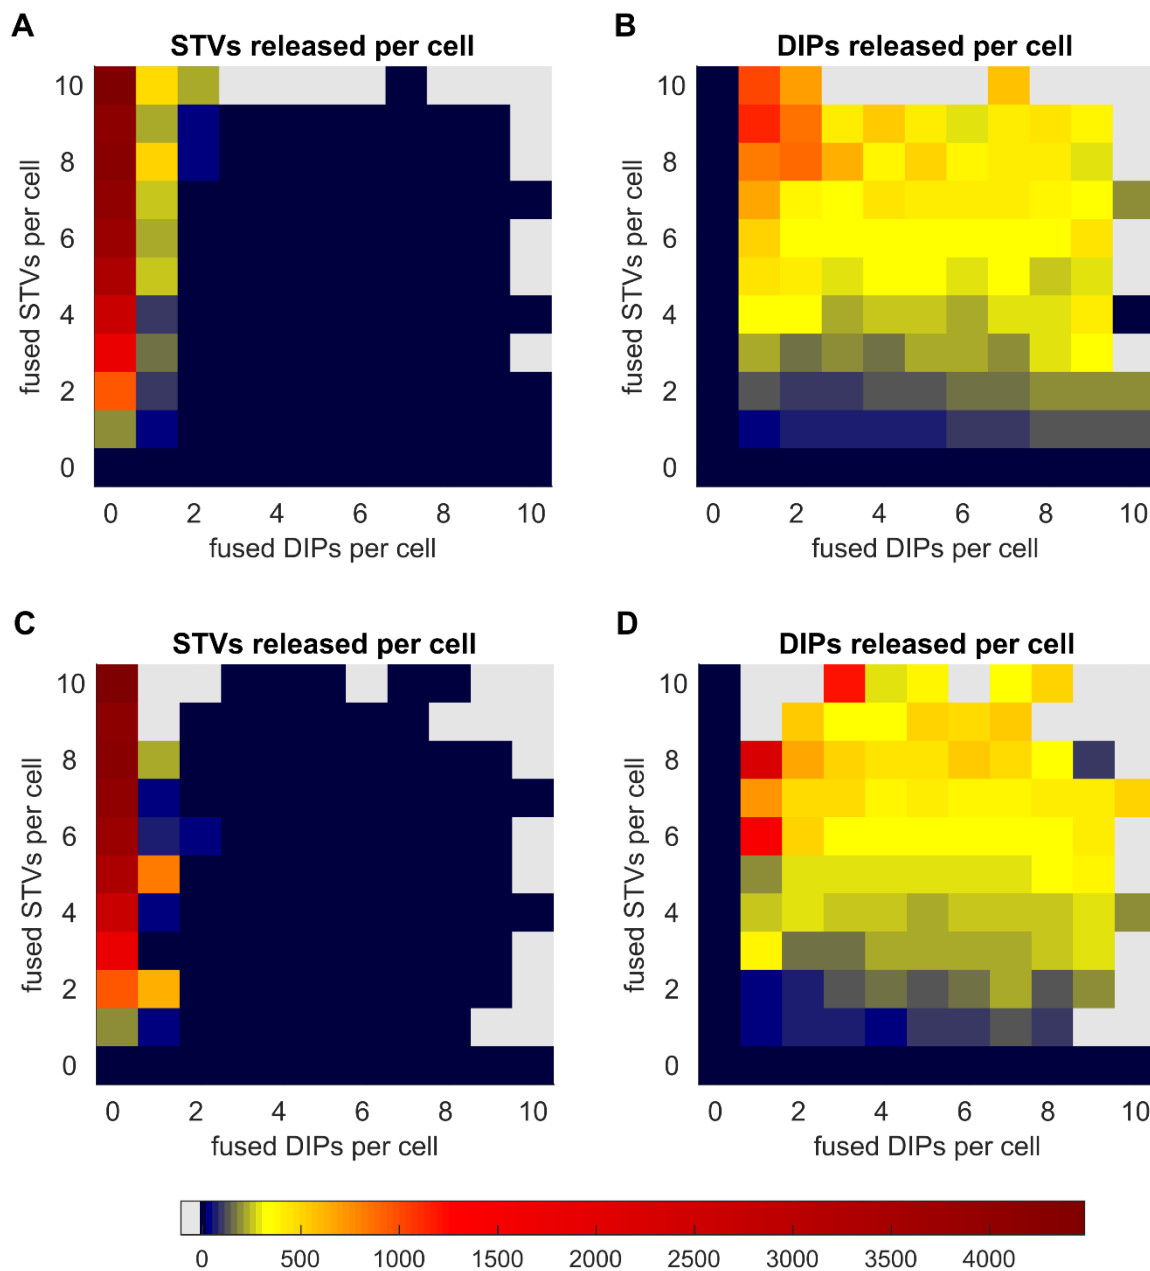 A
STVs released per cell
fused STVs per cell
10
8
6
4
2
0
0 2 4 6 8 10
fused DIPs per cell
B
DIPs released per cell
fused STVs per cell
10
8
6
4
2
0
0 2 4 6 8 10
fused DIPs per cell
C
STVs released per cell
fused STVs per cell
10
8
6
4
2
0
0 2 4 6 8 10
fused DIPs per cell
D
DIPs released per cell
fused STVs per cell
10
8
6
4
2
0
0 2 4 6 8 10
fused DIPs per cell
0 500 1000 1500 2000 2500 3000 3500 4000